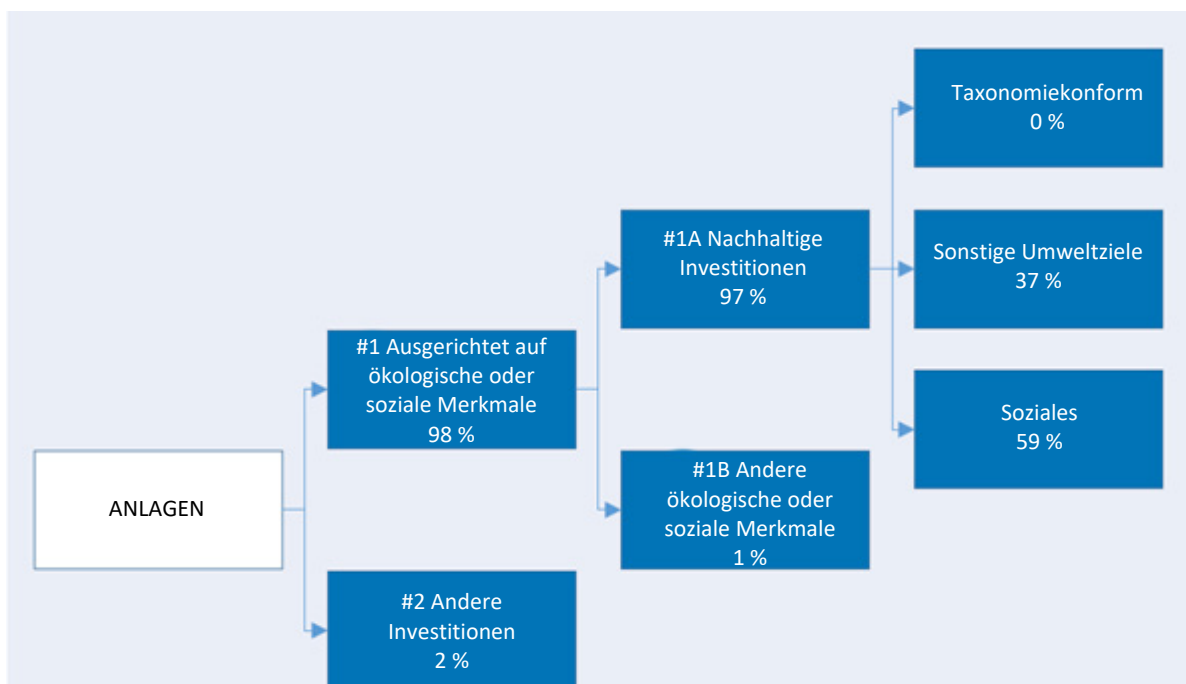 ANLAGEN
#1 Ausgerichtet auf
ökologische oder
soziale Merkmale
98 %
#2 Andere
Investitionen
2 %
#1A Nachhaltige
Investitionen
97 %
#1B Andere
ökologische oder
soziale Merkmale
1 %
Taxonomiekonform
0 %
Sonstige Umweltziele
37 %
Soziales
59 %